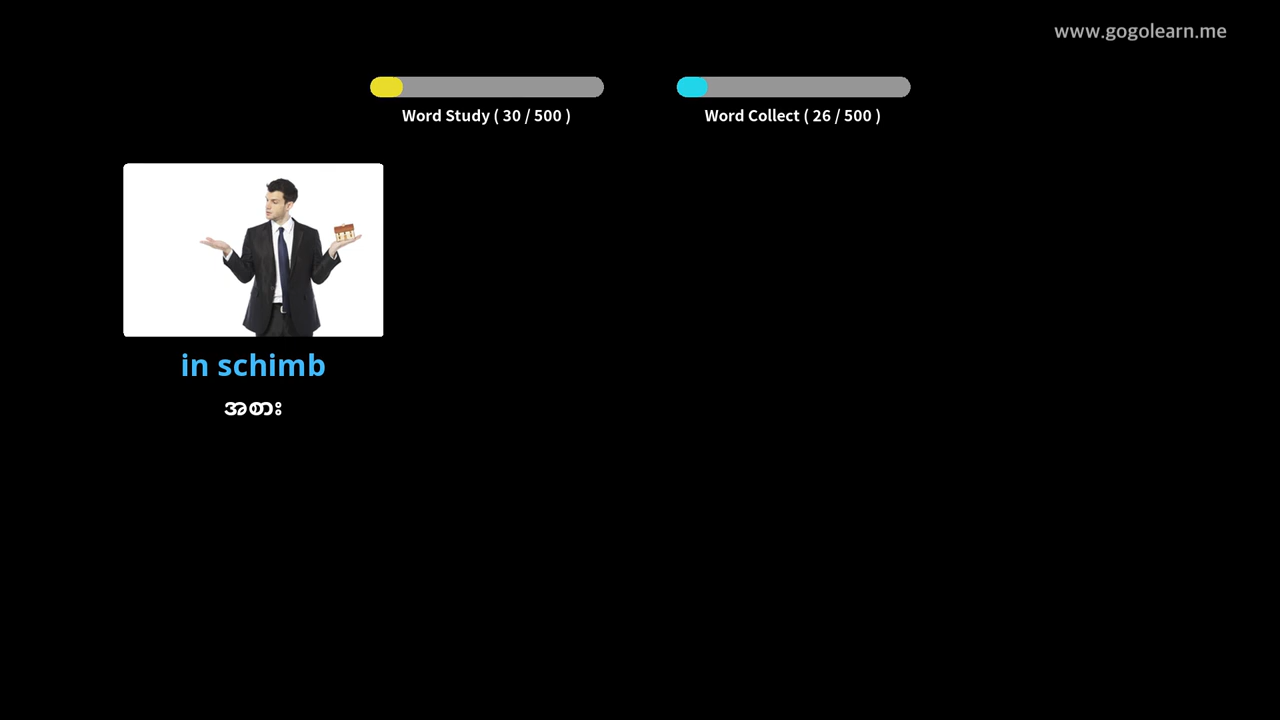 www.gogolearn.me
Word Study ( 30 / 500 )
Word Collect ( 26 / 500 )
in schimb
အစား